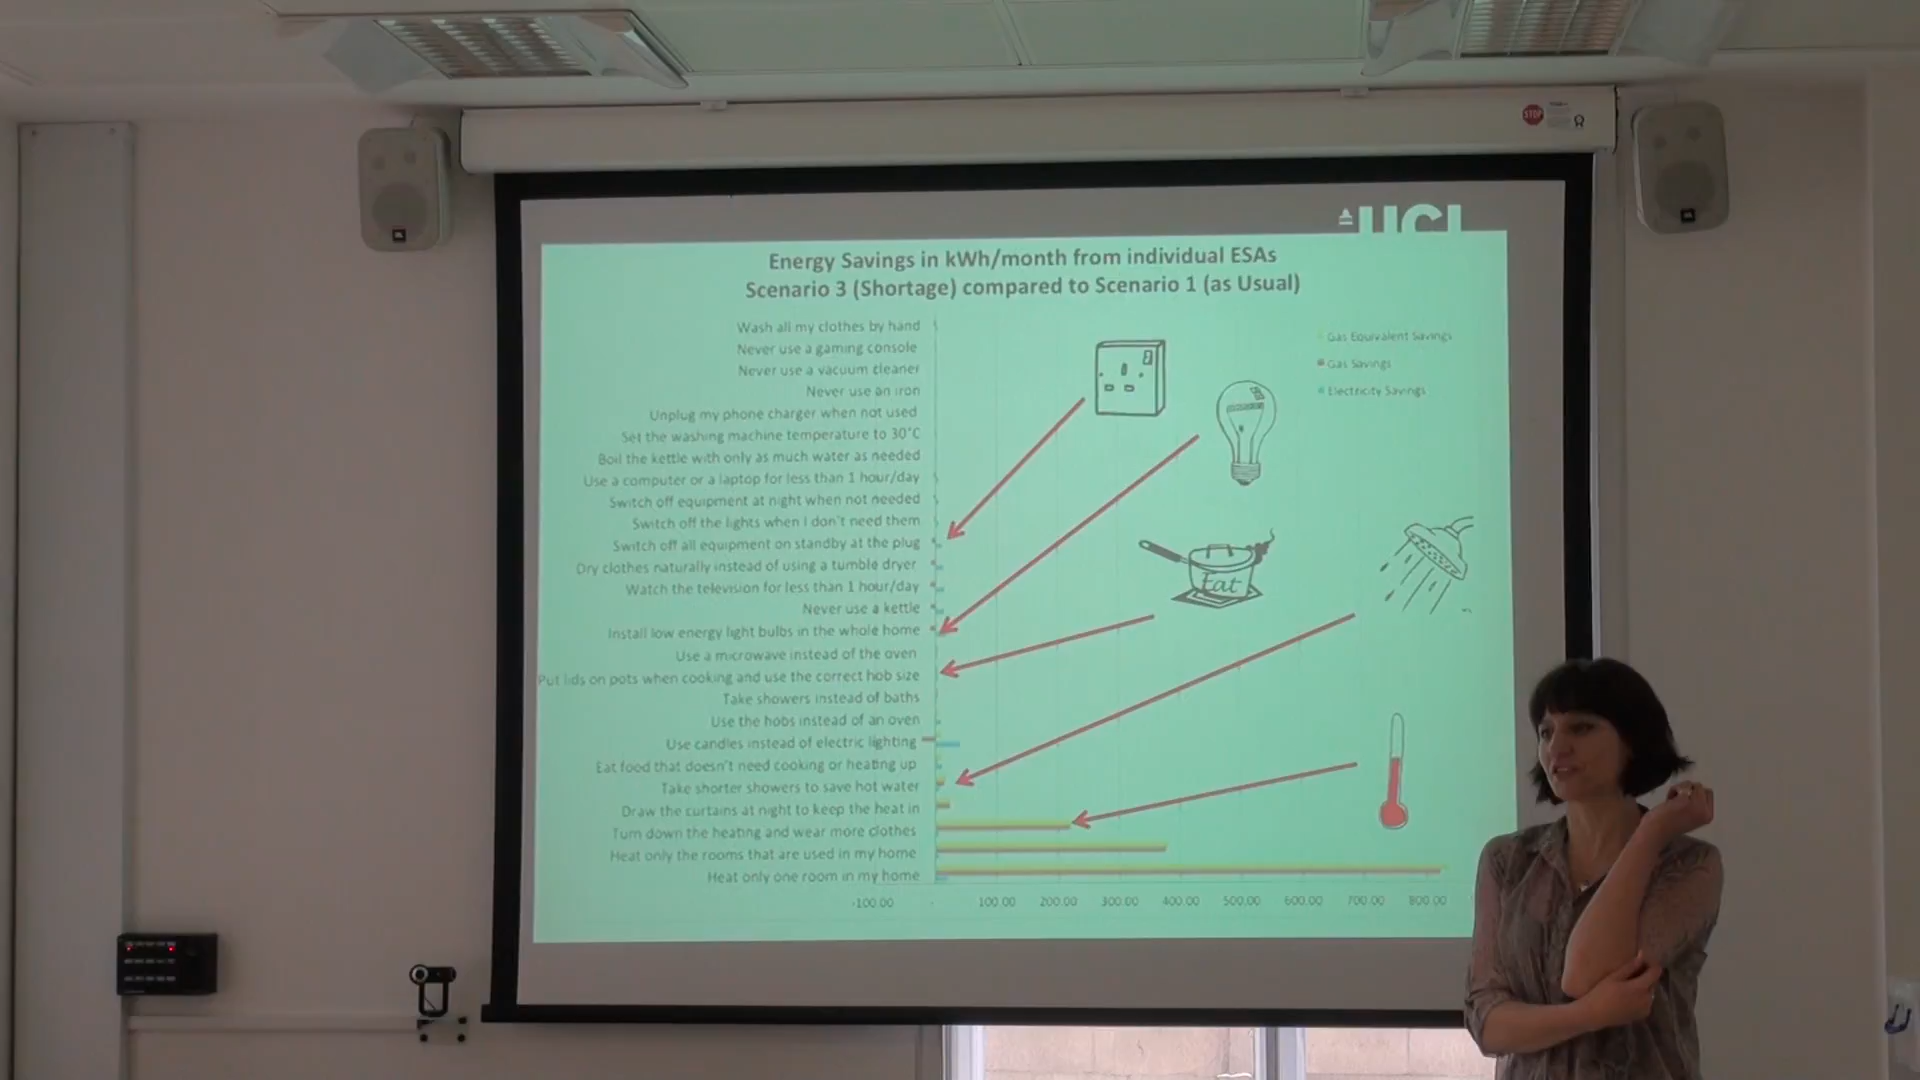 STOP
UCL
Energy Savings in kWh/month from individual ESAs
Scenario 3 (Shortage) compared to Scenario 1 (as Usual)
Wash all my clothes by hand
Never use a gaming console
Never use a vacuum cleaner
Never use an iron
Unplug my phone charger when not used
Set the washing machine temperature to 30°C
Boil the kettle with only as much water as needed
Use a computer or a laptop for less than 1 hour/day
Switch off equipment at night when not needed
Switch off the lights when I don't need them
Switch off all equipment on standby at the plug
Dry clothes naturally instead of using a tumble dryer
Watch the television for less than 1 hour/day
Never use a kettle
Install low energy light bulbs in the whole home
Use a microwave instead of the oven
Put lids on pots when cooking and use the correct hob size
Take showers instead of baths
Use the hobs instead of an oven
Use candles instead of electric lighting
Eat food that doesn't need cooking or heating up
Take shorter showers to save hot water
Draw the curtains at night to keep the heat in
Turn down the heating and wear more clothes
Heat only the rooms that are used in my home
Heat only one room in my home
-100.00 - 100.00 200.00 300.00 400.00 500.00 600.00 700.00 800.00
Gas Equivalent Savings
Gas Savings
Electricity Savings
Eat